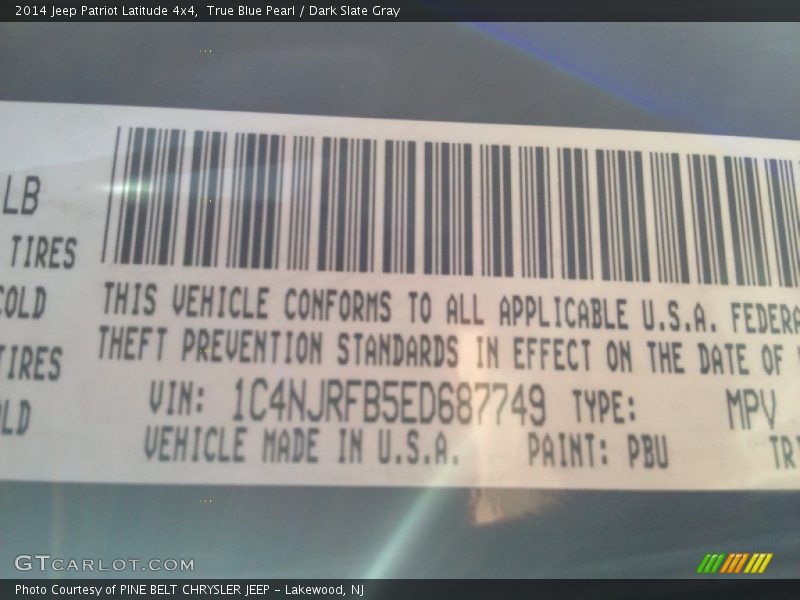 2014 Jeep Patriot Latitude 4x4,  True Blue Pearl / Dark Slate Gray
LB
TIRES
COLD
THIS VEHICLE CONFORMS TO ALL APPLICABLE U.S.A. FEDERA
THEFT PREVENTION STANDARDS IN EFFECT ON THE DATE OF
TIRES
VIN: 1C4NJRFB5ED687749 TYPE: MPV
LD
VEHICLE MADE IN U.S.A. PAINT: PBU TR
GTCARLOT.COM
Photo Courtesy of PINE BELT CHRYSLER JEEP – Lakewood, NJ